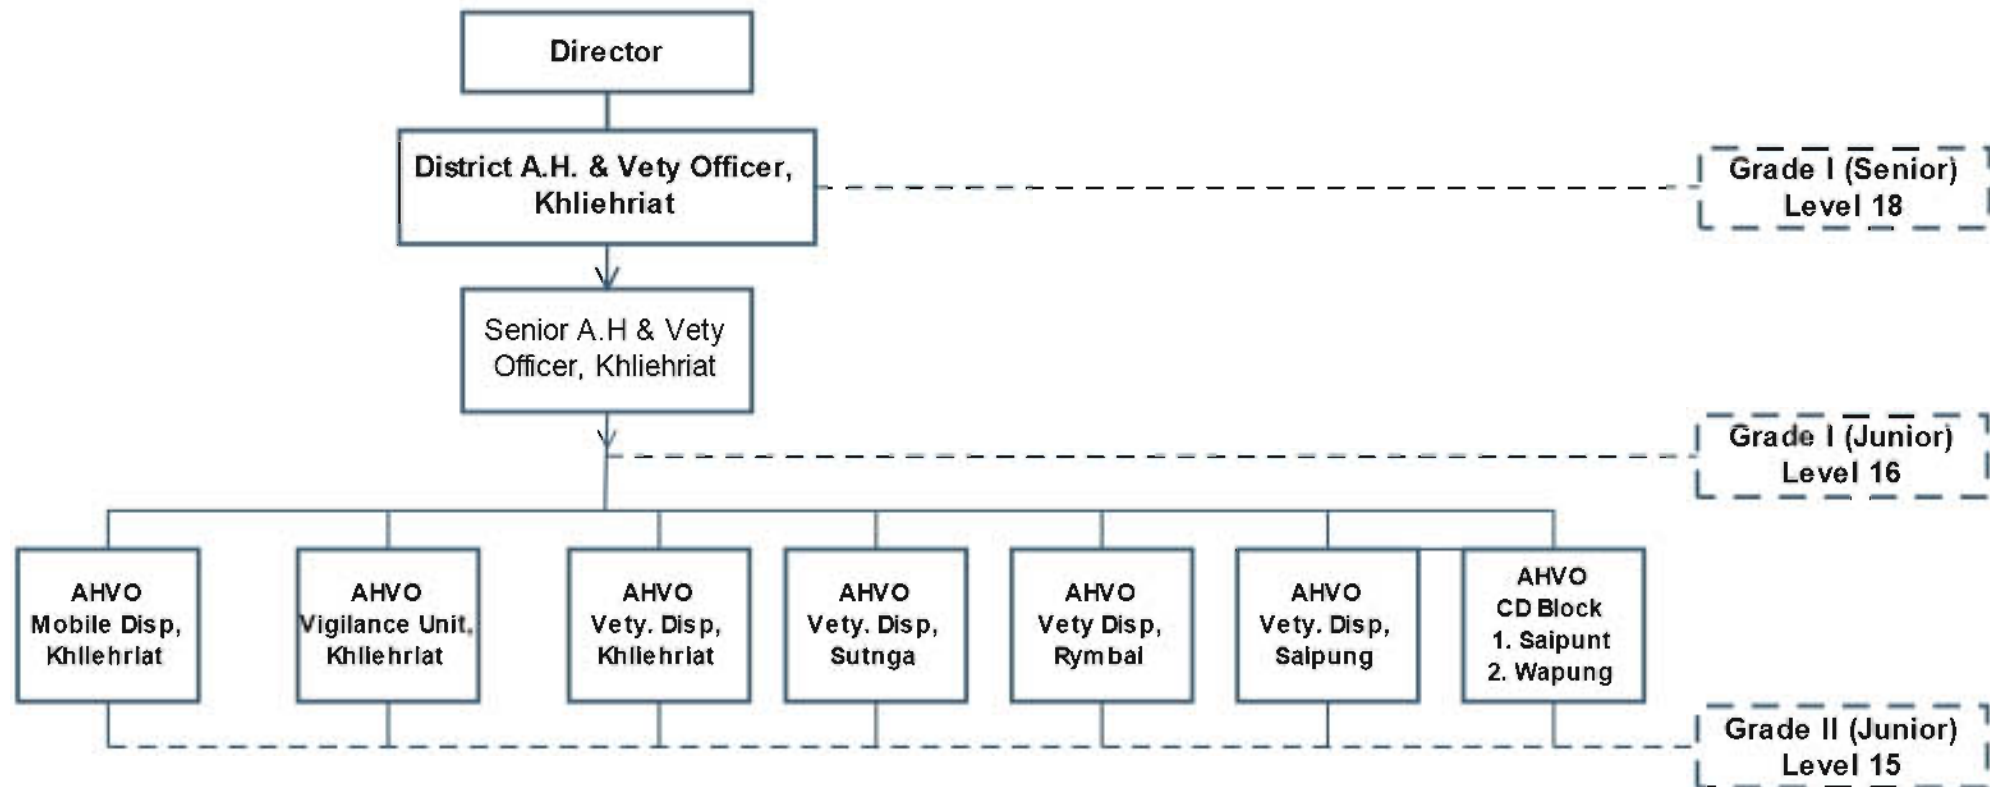 Director
District A.H. & Vety Officer,
Khliehriat
Grade I (Senior)
Level 18
Senior A.H & Vety
Officer, Khliehriat
Grade I (Junior)
Level 16
AHVO
Mobile Disp,
Khliehriat
AHVO
Vigilance Unit,
Khliehriat
AHVO
Vety. Disp,
Khliehriat
AHVO
Vety. Disp,
Sutnga
AHVO
Vety Disp,
Rymbai
AHVO
Vety. Disp,
Saipung
AHVO
CD Block
1. Saipunt
2. Wapung
Grade II (Junior)
Level 15